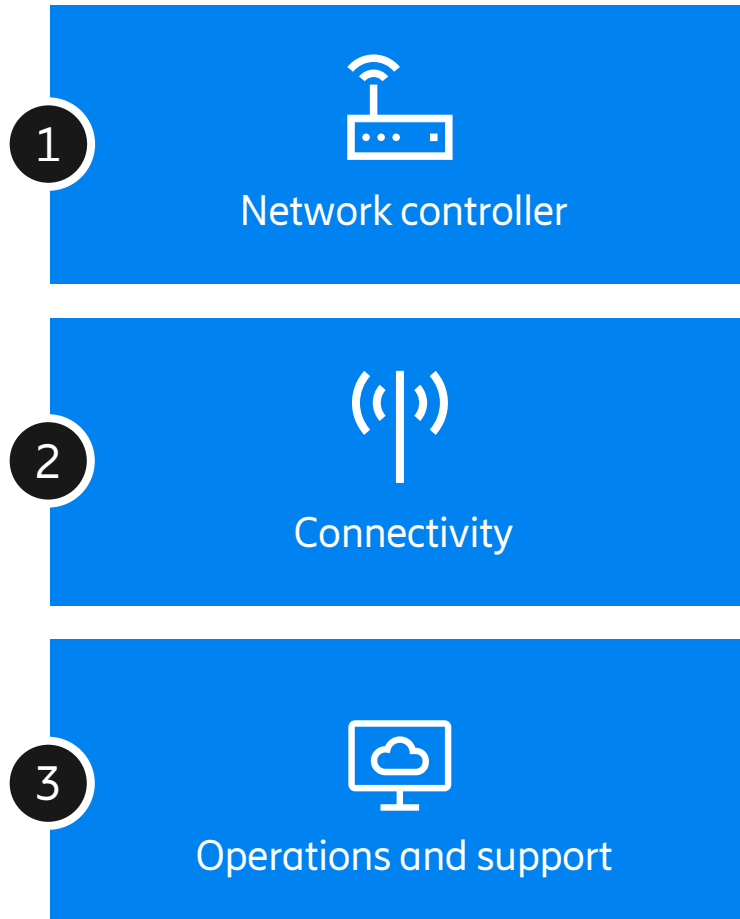 1
Network controller
2
Connectivity
3
Operations and support